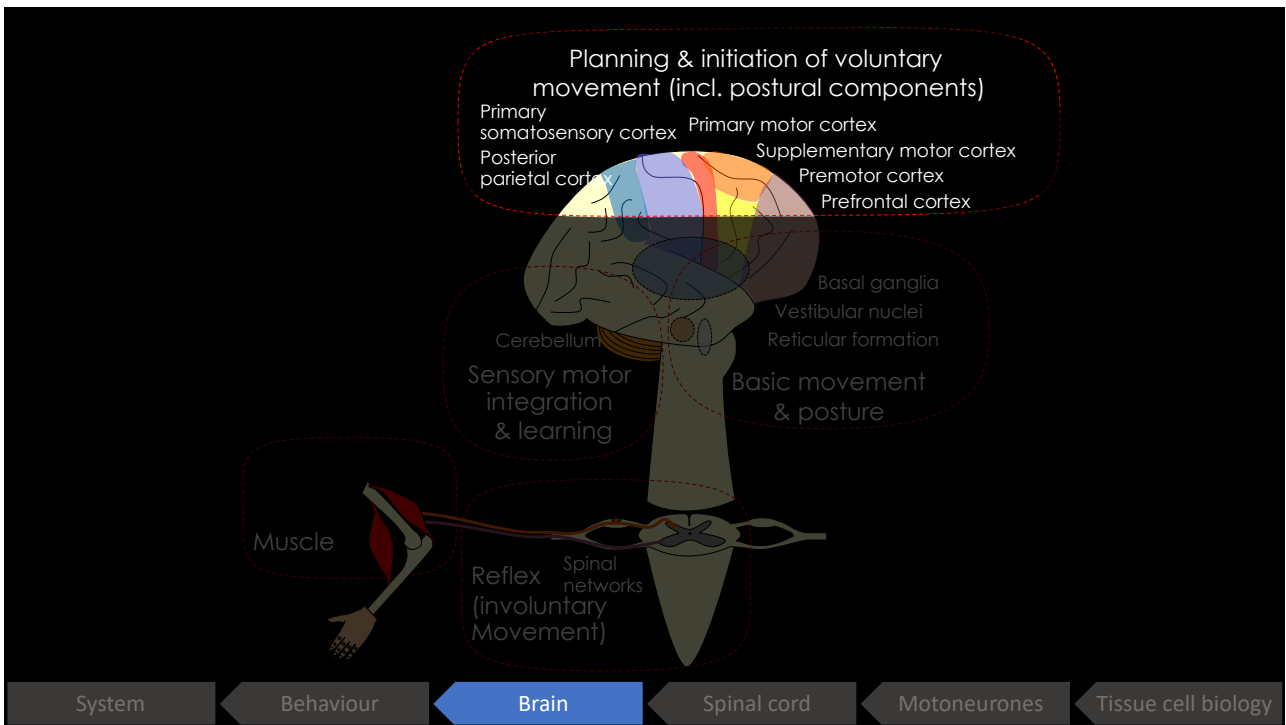 Planning & initiation of voluntary
movement (incl. postural components)
Primary
somatosensory cortex
Primary motor cortex
Supplementary motor cortex
Posterior
parietal cortex
Premotor cortex
Prefrontal cortex
Basal ganglia
Vestibular nuclei
Reticular formation
Basic movement
& posture
Cerebellum
Sensory motor
integration
& learning
Muscle
Reflex
(involuntary
Movement)
Spinal
networks
System
Behaviour
Brain
Spinal cord
Motoneurones
Tissue cell biology